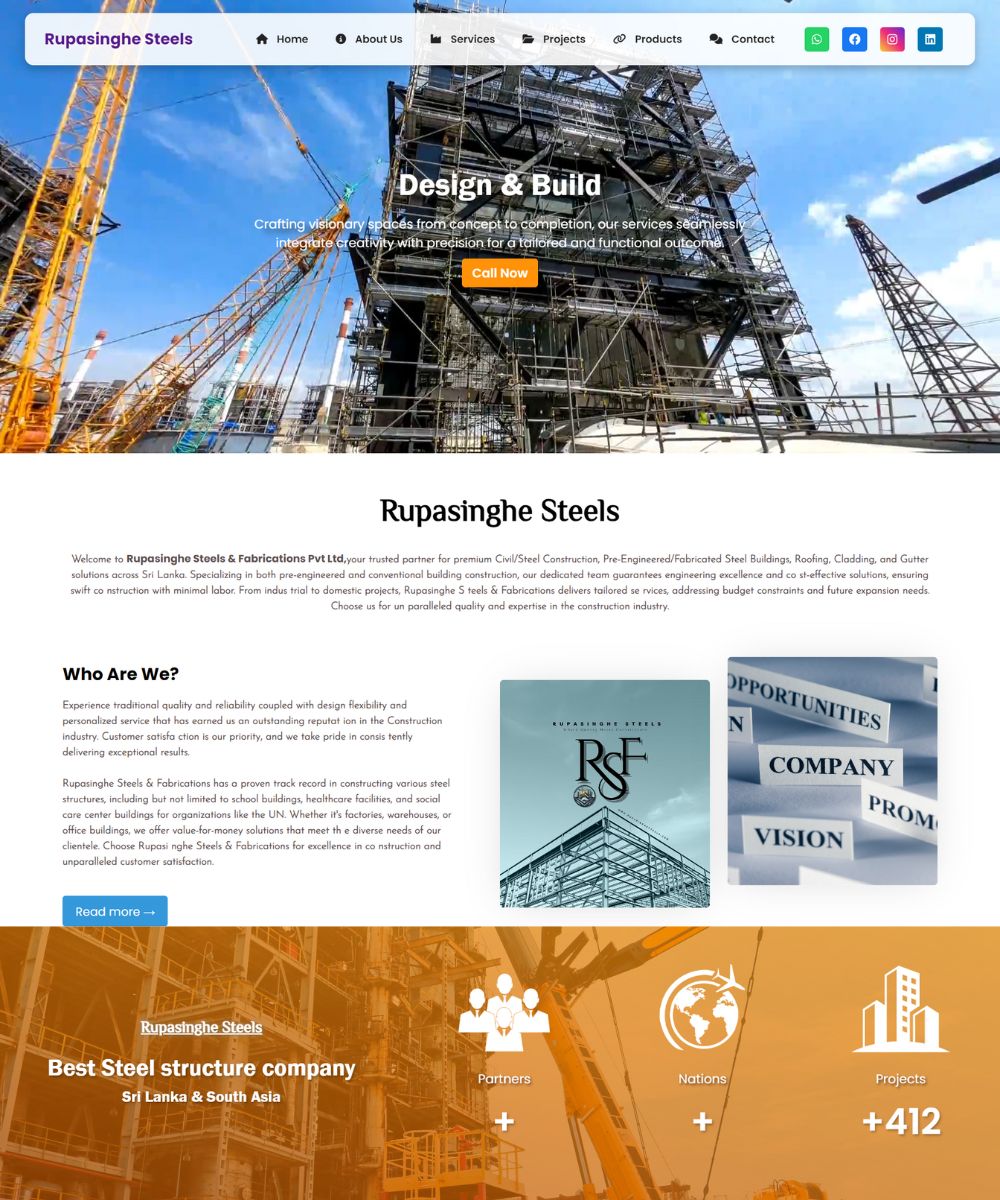 Rupasinghe Steels
Home
About Us
Services
Projects
Products
Contact
Design & Build
Crafting visionary spaces from concept to completion, our services seamlessly
integrate creativity with precision for a tailored and functional outcome.
Call Now
Rupasinghe Steels
Welcome to Rupasinghe Steels & Fabrications Pvt Ltd,your trusted partner for premium Civil/Steel Construction, Pre-Engineered/Fabricated Steel Buildings, Roofing, Cladding, and Gutter
solutions across Sri Lanka. Specializing in both pre-engineered and conventional building construction, our dedicated team guarantees engineering excellence and co st-effective solutions, ensuring
swift co nstruction with minimal labor. From indus trial to domestic projects, Rupasinghe S teels & Fabrications delivers tailored se rvices, addressing budget constraints and future expansion needs.
Choose us for un paralleled quality and expertise in the construction industry.
Who Are We?
Experience traditional quality and reliability coupled with design flexibility and
personalized service that has earned us an outstanding reputat ion in the Construction
industry. Customer satisfa ction is our priority, and we take pride in consis tently
delivering exceptional results.
Rupasinghe Steels & Fabrications has a proven track record in constructing various steel
structures, including but not limited to school buildings, healthcare facilities, and social
care center buildings for organizations like the UN. Whether it's factories, warehouses, or
office buildings, we offer value-for-money solutions that meet th e diverse needs of our
clientele. Choose Rupasi nghe Steels & Fabrications for excellence in co nstruction and
unparalleled customer satisfaction.
Read more →
RUPASINGHE STEELS
RSF
OPPORTUNITIES
N
COMPANY
PROM
VISION
Rupasinghe Steels
Best Steel structure company
Sri Lanka & South Asia
Partners
+
Nations
+
Projects
+412